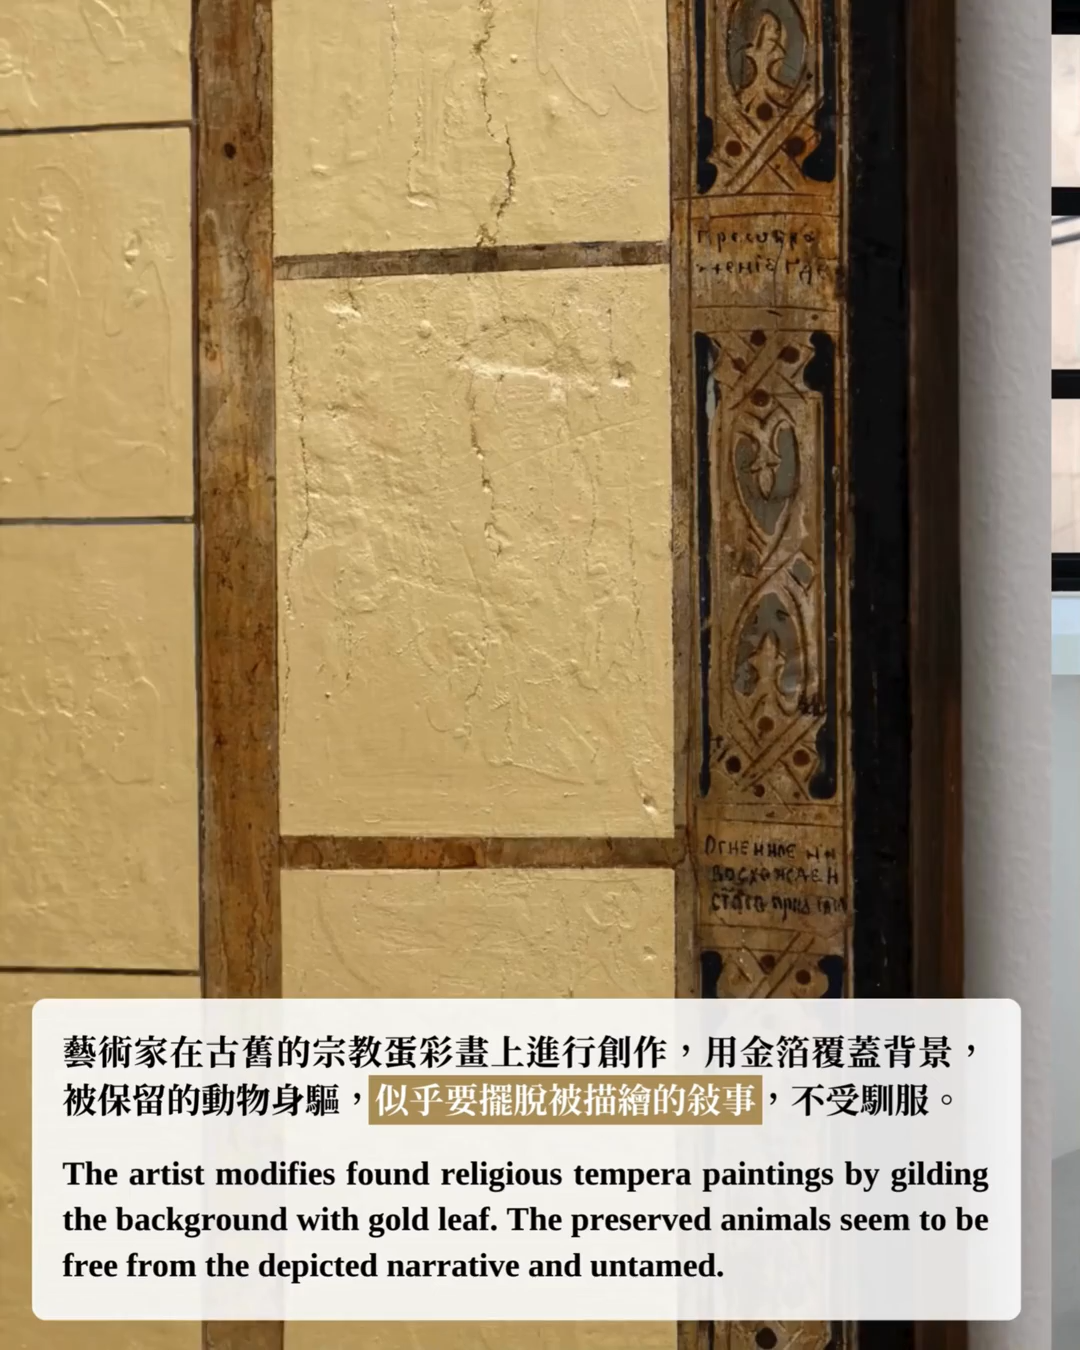 ОГНЕННОЕ
藝術家在古舊的宗教蛋彩畫上進行創作，用金箔覆蓋背景，
被保留的動物身驅，似乎要擺脫被描繪的敍事，不受馴服。
The artist modifies found religious tempera paintings by gilding
the background with gold leaf. The preserved animals seem to be
free from the depicted narrative and untamed.